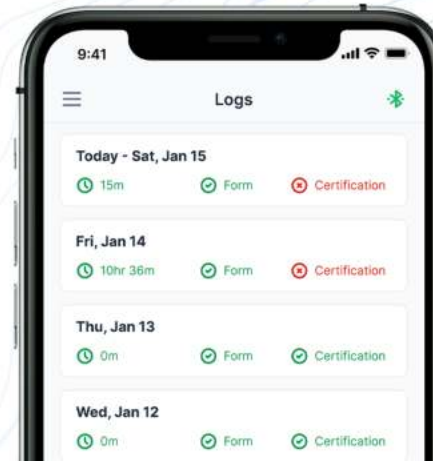 9:41
Logs
Today - Sat, Jan 15
15m Form Certification
Fri, Jan 14
10hr 36m Form Certification
Thu, Jan 13
0m Form Certification
Wed, Jan 12
0m Form Certification